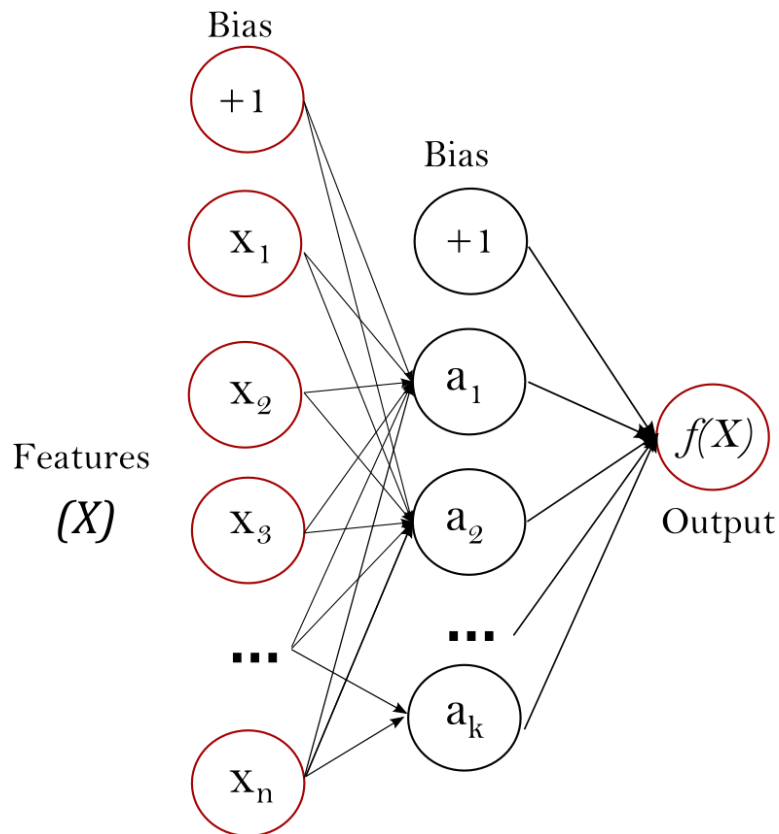 Bias
+1
x₁
x₂
x₃
...
xₙ
Features
(X)
Bias
+1
a₁
a₂
...
aₖ
f(X)
Output